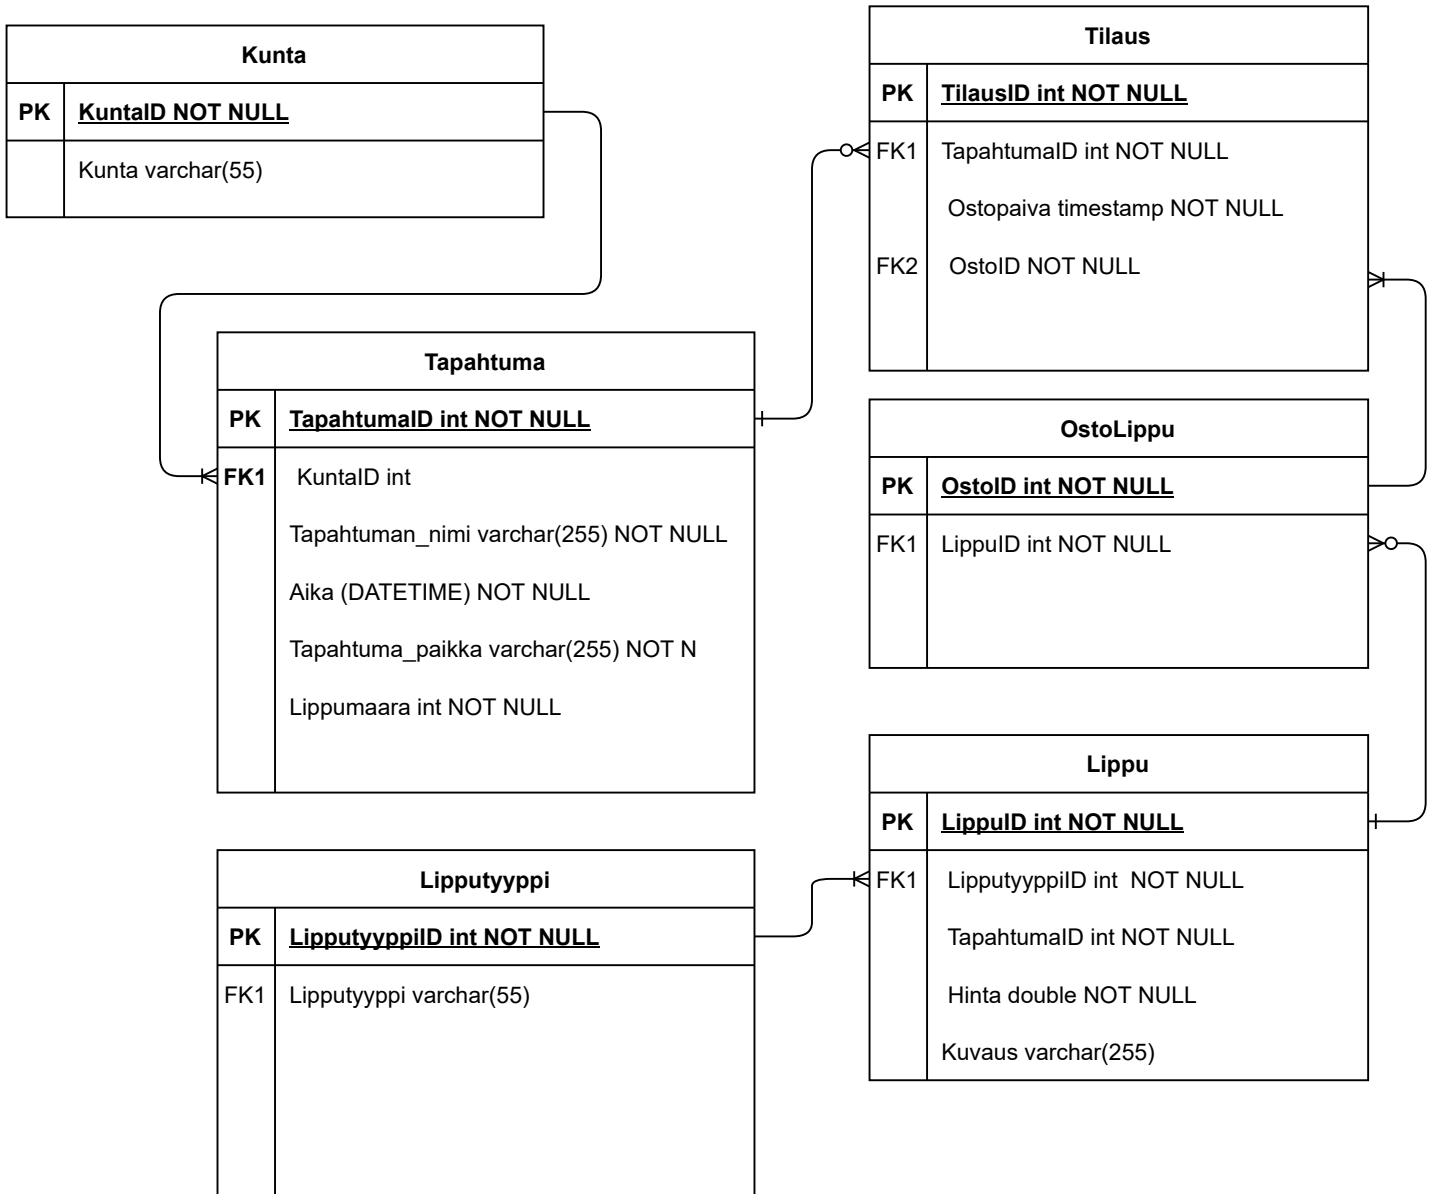 Kunta
PK KuntaID NOT NULL
Kunta varchar(55)
Tilaus
PK TilausID int NOT NULL
FK1 TapahtumaID int NOT NULL
Ostopaiva timestamp NOT NULL
FK2 OstoID NOT NULL
Tapahtuma
PK TapahtumaID int NOT NULL
FK1 KuntaID int
Tapahtuman_nimi varchar(255) NOT NULL
Aika (DATETIME) NOT NULL
Tapahtuma_paikka varchar(255) NOT N
Lippumaara int NOT NULL
OstoLippu
PK OstoID int NOT NULL
FK1 LippuID int NOT NULL
Lippu
PK LippuID int NOT NULL
FK1 LipputyyppiID int  NOT NULL
TapahtumaID int NOT NULL
Hinta double NOT NULL
Kuvaus varchar(255)
Lipputyyppi
PK LipputyyppiID int NOT NULL
FK1 Lipputyyppi varchar(55)